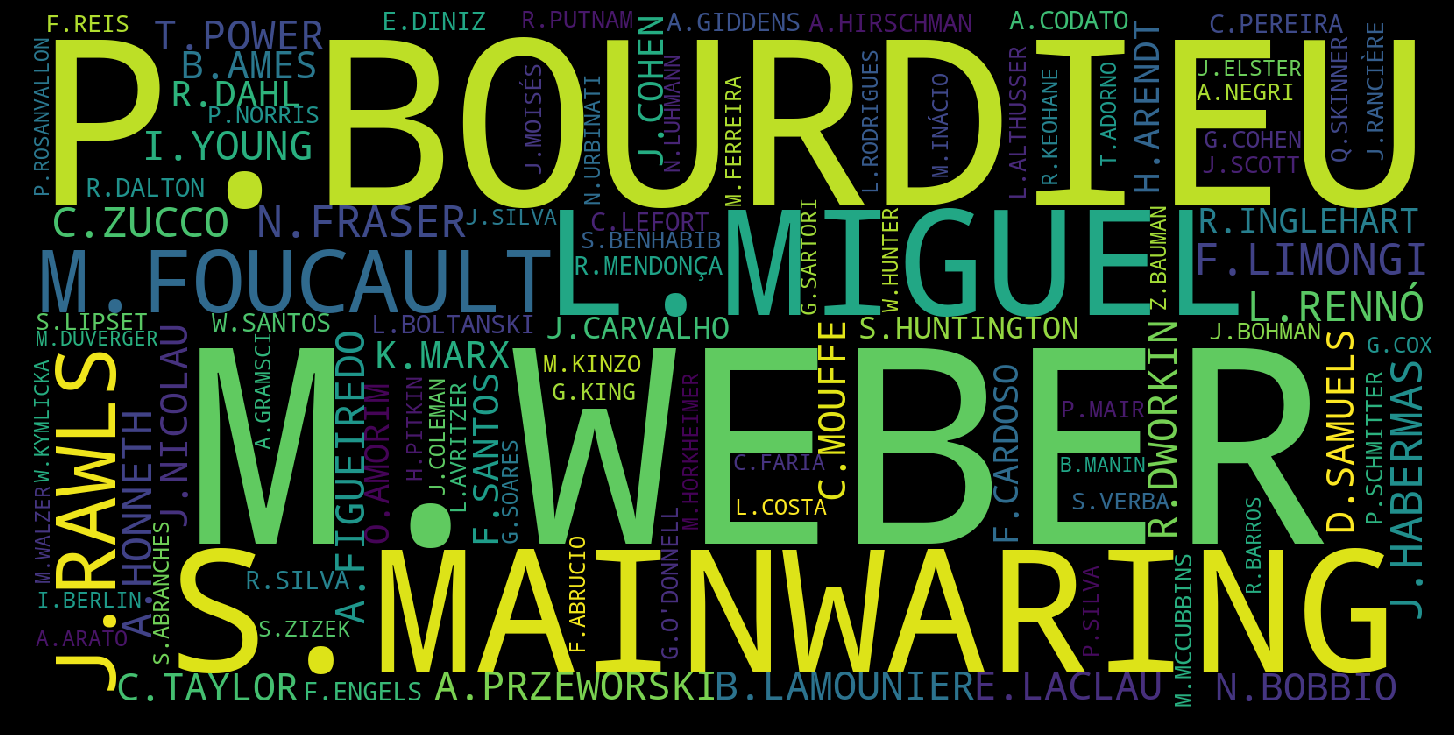 F.REIS
T.POWER
E.DINIZ
R.PUTNAM
A.GIDDENS
A.HIRSCHMAN
A.CODATO
C.PEREIRA
P.ROSANVALLON
P.BOURDIEU
B.AMES
R.DAHL
P.NORRIS
I.YOUNG
R.DALTON
J.MOISÉS
N.URBINATI
J.COHEN
N.LUHMANN
M.FERREIRA
L.RODRIGUES
M.INÁCIO
L.ALTHUSSER
R.KEOHANE
T.ADORNO
H.ARENDT
J.ELSTER
A.NEGRI
G.COHEN
J.SCOTT
Q.SKINNER
J.RANCIÈRE
C.ZUCCO
N.FRASER
J.SILVA
C.LEFORT
S.BENHABIB
R.MENDONÇA
G.SARTORI
W.HUNTER
Z.BAUMAN
R.INGLEHART
M.FOUCAULT
L.MIGUEL
F.LIMONGI
L.RENNÓ
S.LIPSET
M.DUVERGER
W.SANTOS
L.BOLTANSKI
J.CARVALHO
S.HUNTINGTON
J.BOHMAN
G.COX
W.KYMLICKA
J.RAWLS
A.HONNETH
J.NICOLAU
M.WEBER
A.GRAMSCI
A.FIGUEIREDO
K.MARX
O.AMORIM
H.PITKIN
J.COLEMAN
L.AVRITZER
F.SANTOS
G.SOARES
M.KINZO
G.KING
M.HORKHEIMER
C.FARIA
L.COSTA
C.MOUFFE
F.CARDOSO
P.MAIR
B.MANIN
S.VERBA
R.DWORKIN
D.SAMUELS
P.SCHMITTER
J.HABERMAS
M.WALZER
I.BERLIN
A.ARATO
S.ABRANCHES
R.SILVA
S.ZIZEK
S.MAINWARING
F.ABRUCIO
G.O'DONNELL
P.SILVA
M.MCCUBBINS
R.BARROS
C.TAYLOR
F.ENGELS
A.PRZEWORSKI
B.LAMOUNIER
E.LACLAU
N.BOBBIO